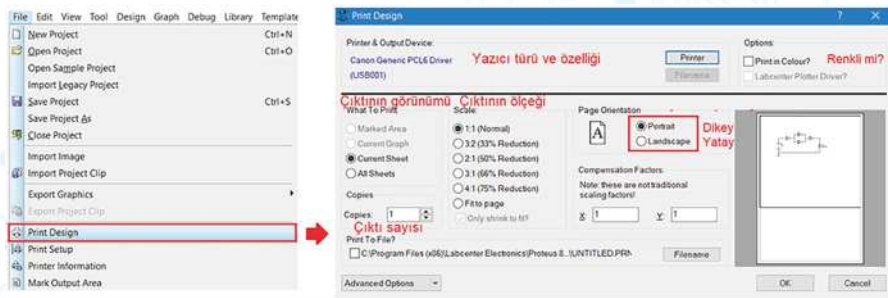 File Edit View Tool Design Graph Debug Library Template
New Project Ctrl+N
Open Project Ctrl+O
Open Sample Project
Import Legacy Project
Save Project Ctrl+S
Save Project As
Close Project
Import Image
Import Project Clip
Export Graphics
Export Project Clip
Print Design
Print Setup
Printer Information
Mark Output Area
Print Design ? X
Printer & Output Device:
Canon Generic PCL6 Driver
(USB001)
Yazıcı türü ve özelliği
Printer
Filename
Options:
Print in Colour? Renkli mi?
Labcenter Plotter Driver?
Çıktının görünümü Çıktının ölçeği
What To Print
Marked Area
Current Graph
Current Sheet
All Sheets
Scale:
1:1 (Normal)
3:2 (33% Reduction)
2:1 (50% Reduction)
3:1 (66% Reduction)
4:1 (75% Reduction)
Fit to page
Only shrink to fit?
Page Orientation
A
Portrait Dikey
Landscape Yatay
Compensation Factors
Note: these are not traditional
scaling factors!
X: 1 Y: 1
Copies
Copies: 1
Çıktı sayısı
Print To File?
C:\Program Files (x86)\Labcenter Electronics\Proteus 8...\UNTITLED.PRN
Filename
Advanced Options
OK Cancel